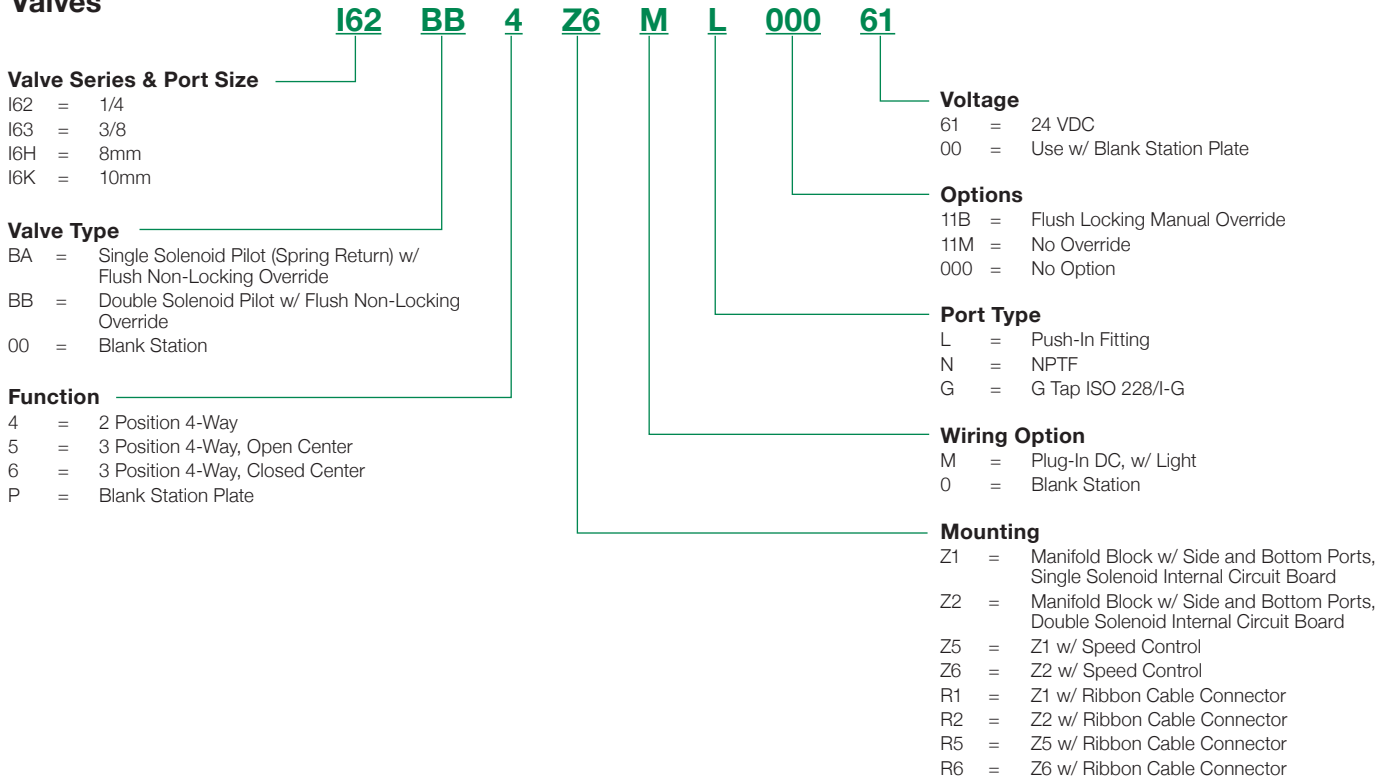 Valves
I62 BB 4 Z6 M L 000 61
Valve Series & Port Size
I62 = 1/4
I63 = 3/8
I6H = 8mm
I6K = 10mm
Valve Type
BA = Single Solenoid Pilot (Spring Return) w/
Flush Non-Locking Override
BB = Double Solenoid Pilot w/ Flush Non-Locking
Override
00 = Blank Station
Function
4 = 2 Position 4-Way
5 = 3 Position 4-Way, Open Center
6 = 3 Position 4-Way, Closed Center
P = Blank Station Plate
Voltage
61 = 24 VDC
00 = Use w/ Blank Station Plate
Options
11B = Flush Locking Manual Override
11M = No Override
000 = No Option
Port Type
L = Push-In Fitting
N = NPTF
G = G Tap ISO 228/I-G
Wiring Option
M = Plug-In DC, w/ Light
0 = Blank Station
Mounting
Z1 = Manifold Block w/ Side and Bottom Ports,
Single Solenoid Internal Circuit Board
Z2 = Manifold Block w/ Side and Bottom Ports,
Double Solenoid Internal Circuit Board
Z5 = Z1 w/ Speed Control
Z6 = Z2 w/ Speed Control
R1 = Z1 w/ Ribbon Cable Connector
R2 = Z2 w/ Ribbon Cable Connector
R5 = Z5 w/ Ribbon Cable Connector
R6 = Z6 w/ Ribbon Cable Connector